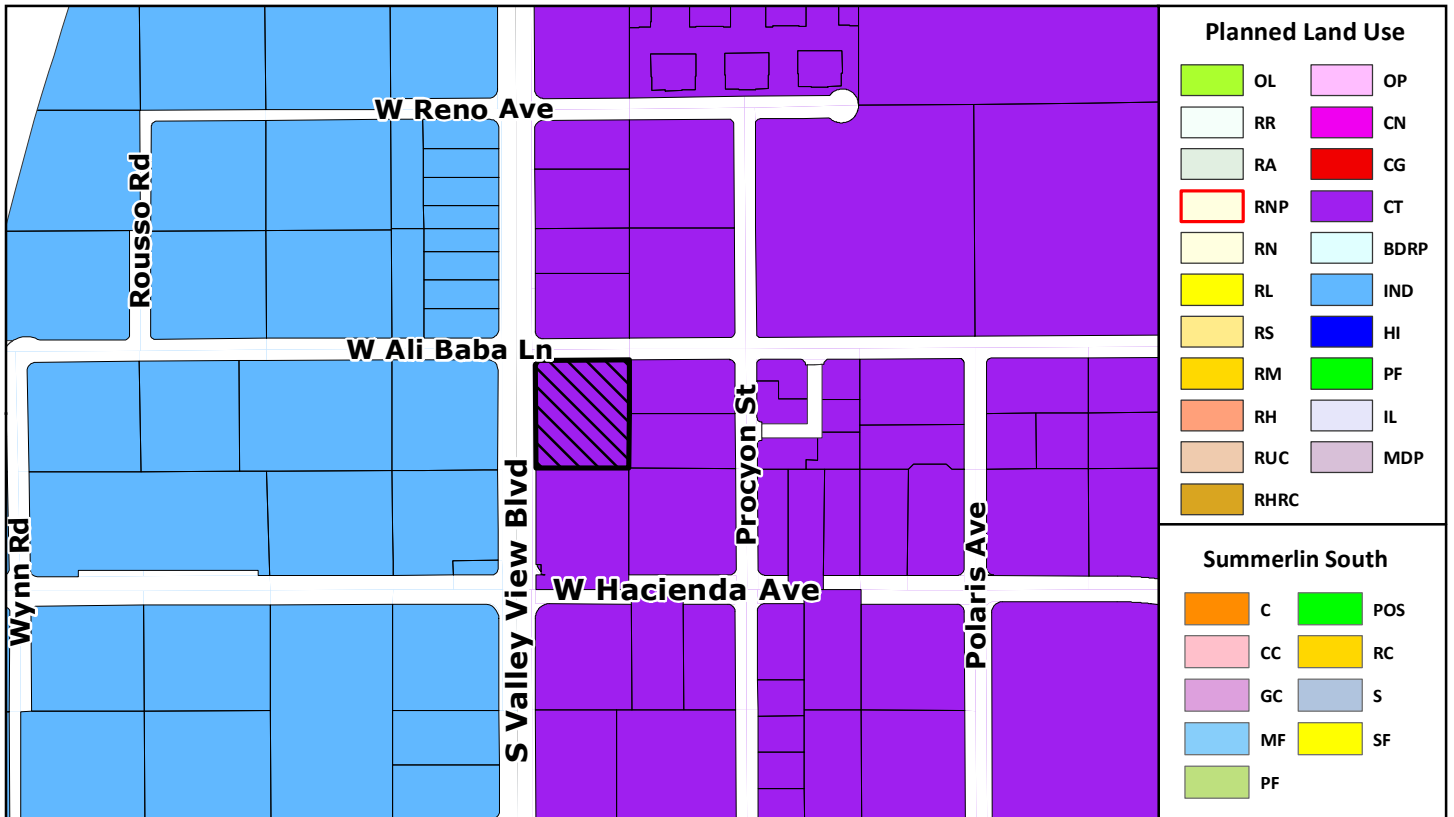 W Reno Ave
Rousso Rd
W Ali Baba Ln
Procyon St
S Valley View Blvd
Wynn Rd
W Hacienda Ave
Polaris Ave
Planned Land Use
OL OP
RR CN
RA CG
RNP CT
RN BDRP
RL IND
RS HI
RM PF
RH IL
RUC MDP
RHRC
Summerlin South
C POS
CC RC
GC S
MF SF
PF